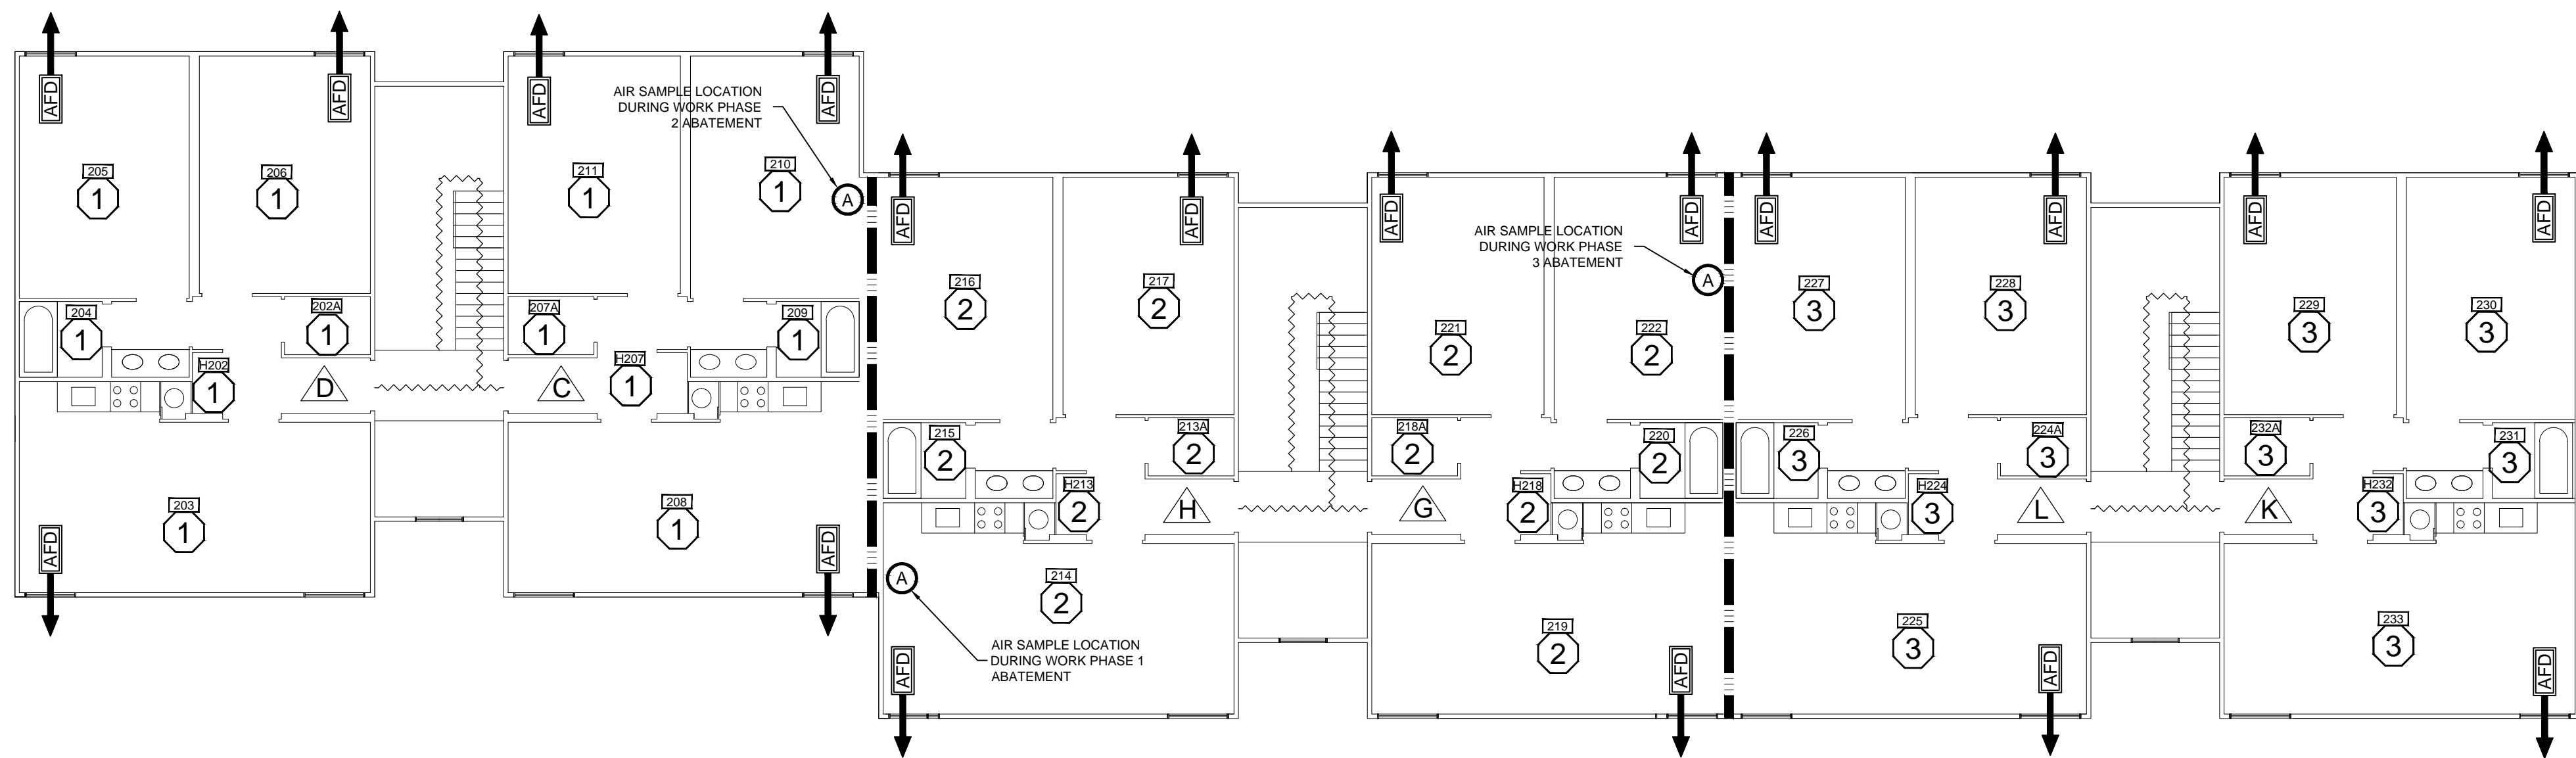 AFD
AFD
AFD
AFD
AIR SAMPLE LOCATION
DURING WORK PHASE
2 ABATEMENT
205
1
206
1
211
1
210
1
A
204
1
202A
1
207A
1
209
1
H202
1
D
C
H207
1
203
1
208
1
AFD
AFD
AFD
AFD
AFD
AFD
AIR SAMPLE LOCATION
DURING WORK PHASE
3 ABATEMENT
A
216
2
217
2
221
2
222
2
215
2
213A
2
218A
2
220
2
H213
2
H
G
H218
2
A
214
2
219
2
AIR SAMPLE LOCATION
DURING WORK PHASE 1
ABATEMENT
AFD
AFD
AFD
AFD
AFD
AFD
227
3
228
3
229
3
230
3
226
3
224A
3
232A
3
231
3
H224
3
L
K
H232
3
225
3
233
3
AFD
AFD